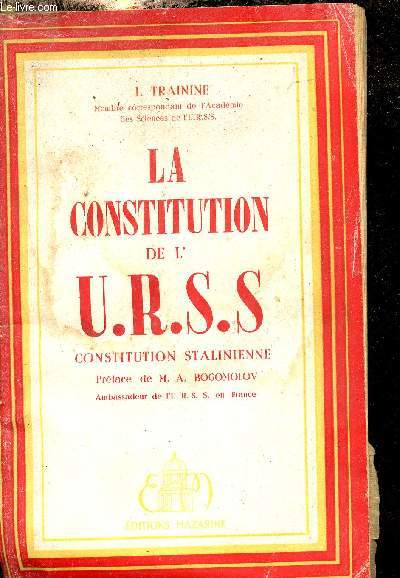 Le-livre.com
I. TRAININE
Membre correspondant de l'Académie
des Sciences de l'U.R.S.S.
LA
CONSTITUTION
DE L'
U.R.S.S
CONSTITUTION STALINIENNE
Préface de M. A. BOGOMOLOV
Ambassadeur de l'U. R. S. S. en France
EM
ÉDITIONS MAZARINE